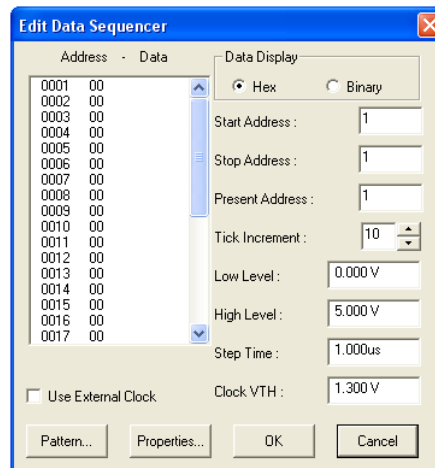 Edit Data Sequencer
Address - Data
0001 00
0002 00
0003 00
0004 00
0005 00
0006 00
0007 00
0008 00
0009 00
0010 00
0011 00
0012 00
0013 00
0014 00
0015 00
0016 00
0017 00
Use External Clock
Data Display
Hex Binary
Start Address : 1
Stop Address : 1
Present Address : 1
Tick Increment : 10
Low Level : 0.000 V
High Level : 5.000 V
Step Time : 1.000us
Clock VTH : 1.300 V
Pattern... Properties... OK Cancel